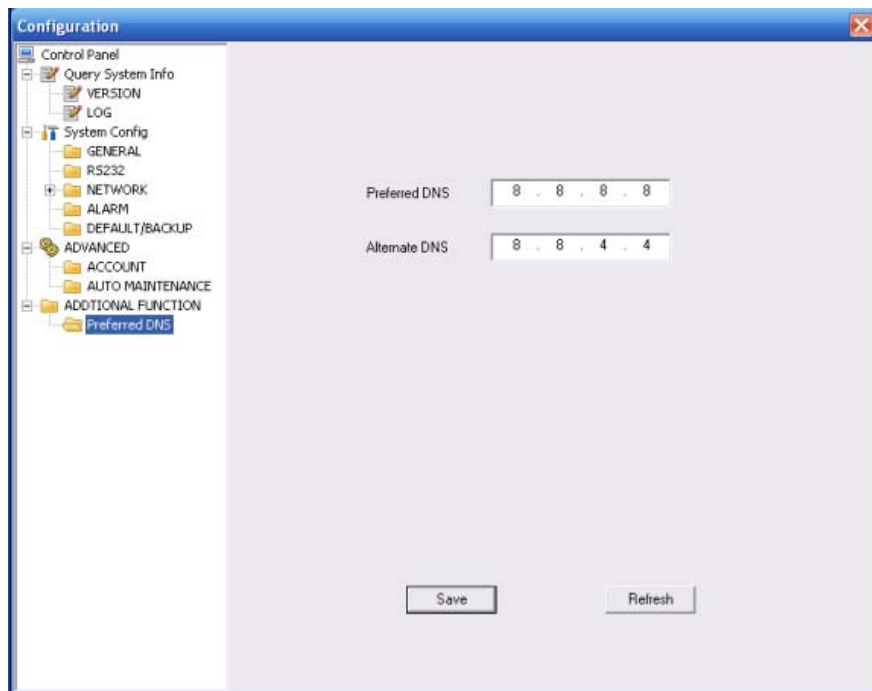 Configuration
Control Panel
Query System Info
VERSION
LOG
System Config
GENERAL
RS232
NETWORK
ALARM
DEFAULT/BACKUP
ADVANCED
ACCOUNT
AUTO MAINTENANCE
ADDTIONAL FUNCTION
Preferred DNS
Preferred DNS 8 . 8 . 8 . 8
Alternate DNS 8 . 8 . 4 . 4
Save Refresh